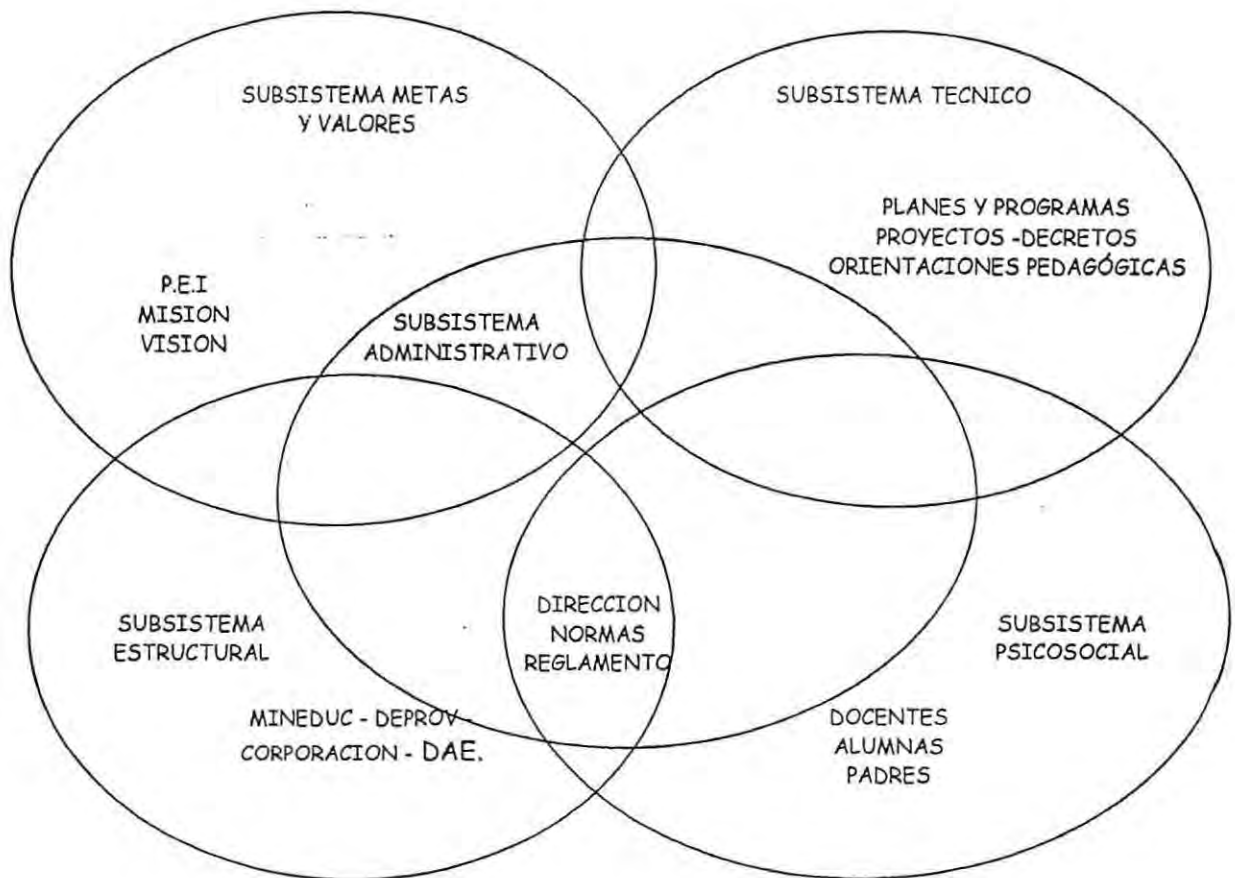 SUBSISTEMA METAS
Y VALORES
SUBSISTEMA TECNICO
PLANES Y PROGRAMAS
PROYECTOS -DECRETOS
ORIENTACIONES PEDAGÓGICAS
P.E.I
MISION
VISION
SUBSISTEMA
ADMINISTRATIVO
SUBSISTEMA
ESTRUCTURAL
DIRECCION
NORMAS
REGLAMENTO
SUBSISTEMA
PSICOSOCIAL
MINEDUC - DEPROV -
CORPORACION - DAE.
DOCENTES
ALUMNAS
PADRES